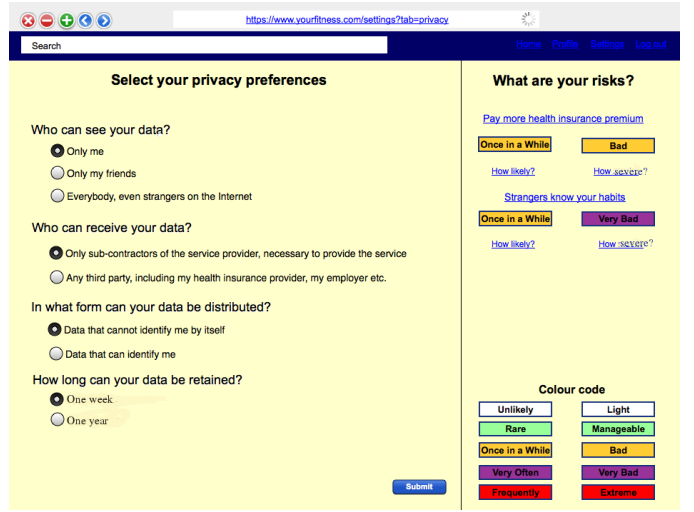 https://www.yourfitness.com/settings?tab=privacy
Search
Home Profile Settings Log out
Select your privacy preferences
Who can see your data?
Only me
Only my friends
Everybody, even strangers on the Internet
Who can receive your data?
Only sub-contractors of the service provider, necessary to provide the service
Any third party, including my health insurance provider, my employer etc.
In what form can your data be distributed?
Data that cannot identify me by itself
Data that can identify me
How long can your data be retained?
One week
One year
Submit
What are your risks?
Pay more health insurance premium
Once in a While Bad
How likely? How severe?
Strangers know your habits
Once in a While Very Bad
How likely? How severe?
Colour code
Unlikely Light
Rare Manageable
Once in a While Bad
Very Often Very Bad
Frequently Extreme